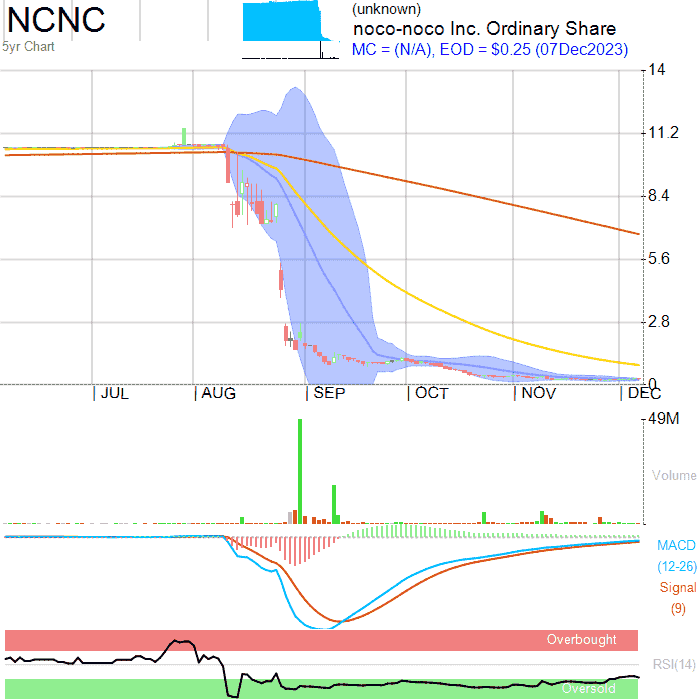 NCNC
(unknown)
noco-noco Inc. Ordinary Share
5yr Chart
MC = (N/A), EOD = $0.25 (07Dec2023)
14
11.2
8.4
5.6
2.8
0
JUL AUG SEP OCT NOV DEC
49M
Volume
MACD
(12-26)
Signal
(9)
Overbought
RSI(14)
Oversold